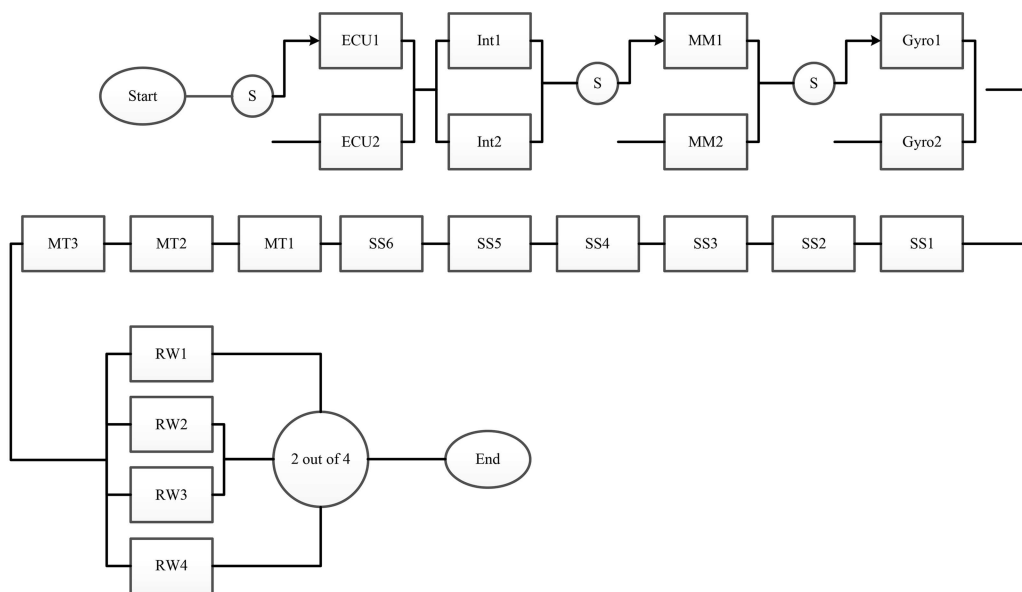 ECU1
Int1
MM1
Gyro1
Start
S
S
S
ECU2
Int2
MM2
Gyro2
MT3
MT2
MT1
SS6
SS5
SS4
SS3
SS2
SS1
RW1
RW2
2 out of 4
End
RW3
RW4